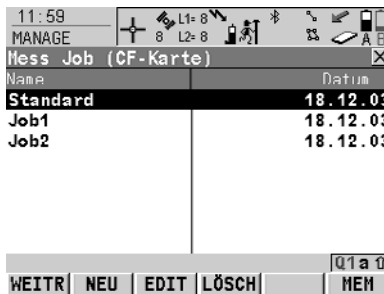 11:59
MANAGE
8
L1= 8
L2= 8
A B
Mess Job (CF-Karte)
Name Datum
Standard 18.12.03
Job1 18.12.03
Job2 18.12.03
Q1 a
WEITR NEU EDIT LÖSCH MEM